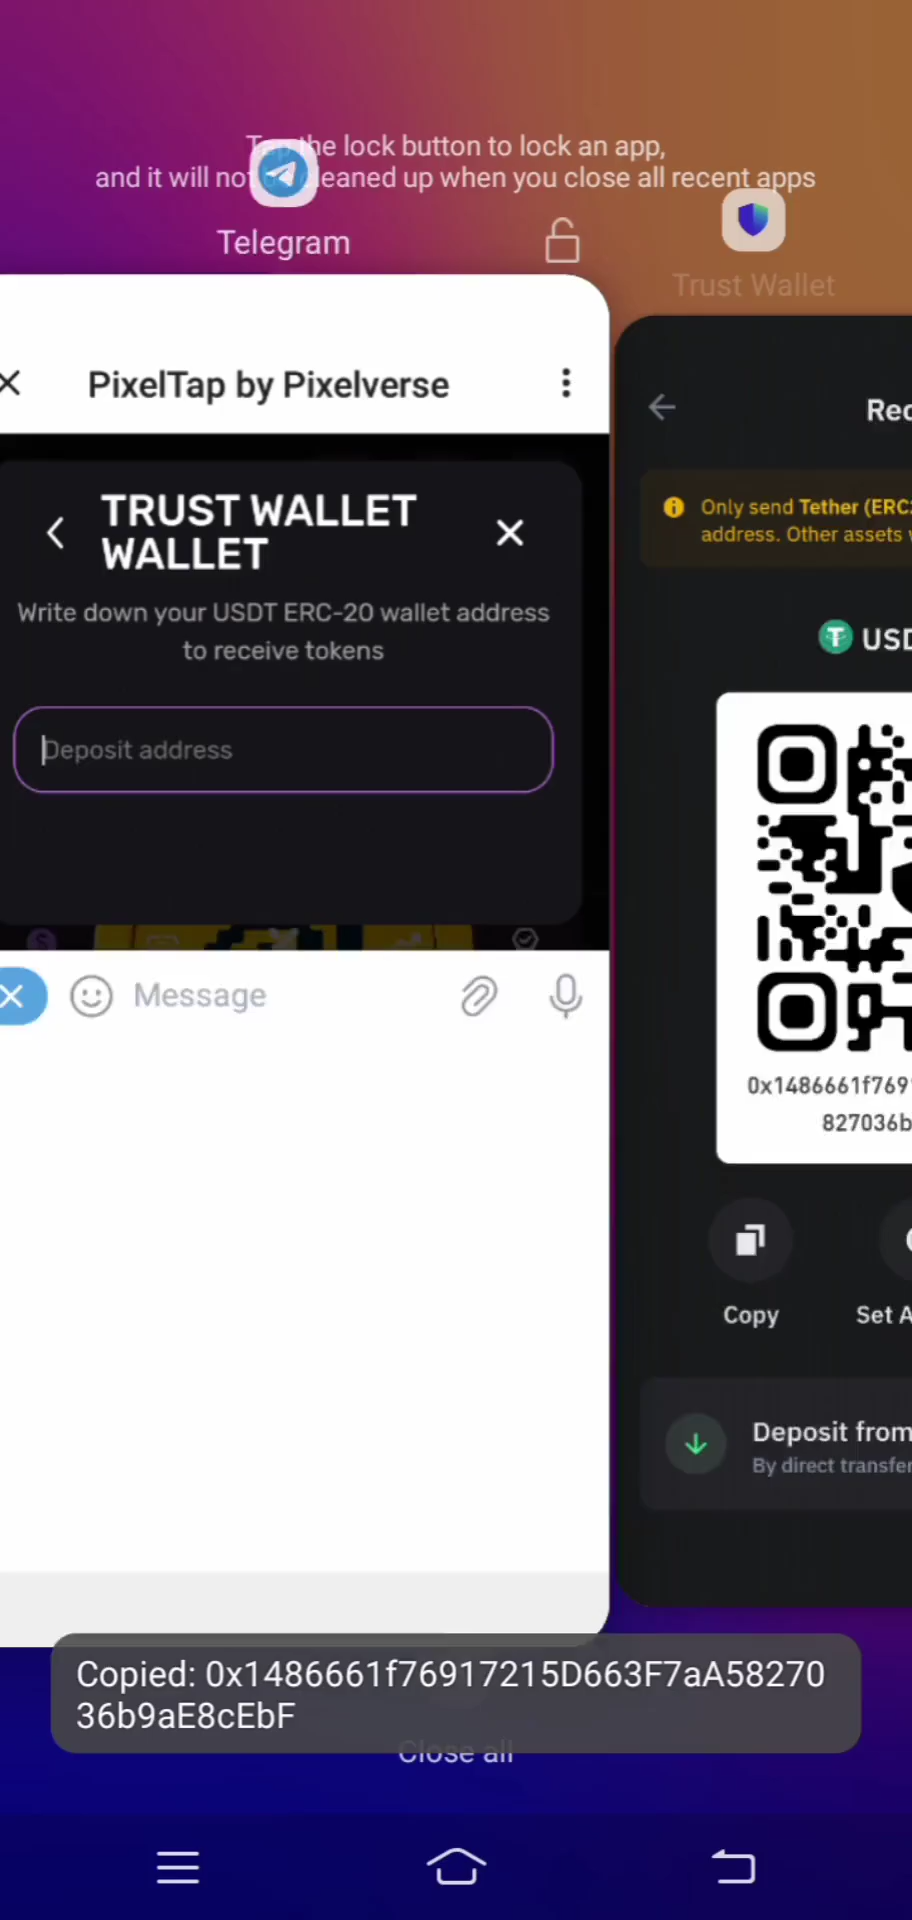 Tap the lock button to lock an app,
and it will not be cleaned up when you close all recent apps
Telegram
Trust Wallet
PixelTap by Pixelverse
TRUST WALLET
WALLET
Write down your USDT ERC-20 wallet address
to receive tokens
Deposit address
Message
Rec
Only send Tether (ERC2
address. Other assets w
USD
0x1486661f7691
827036b
Copy
Set A
Deposit from
By direct transfer
Copied: 0x1486661f76917215D663F7aA58270
36b9aE8cEbF
Close all